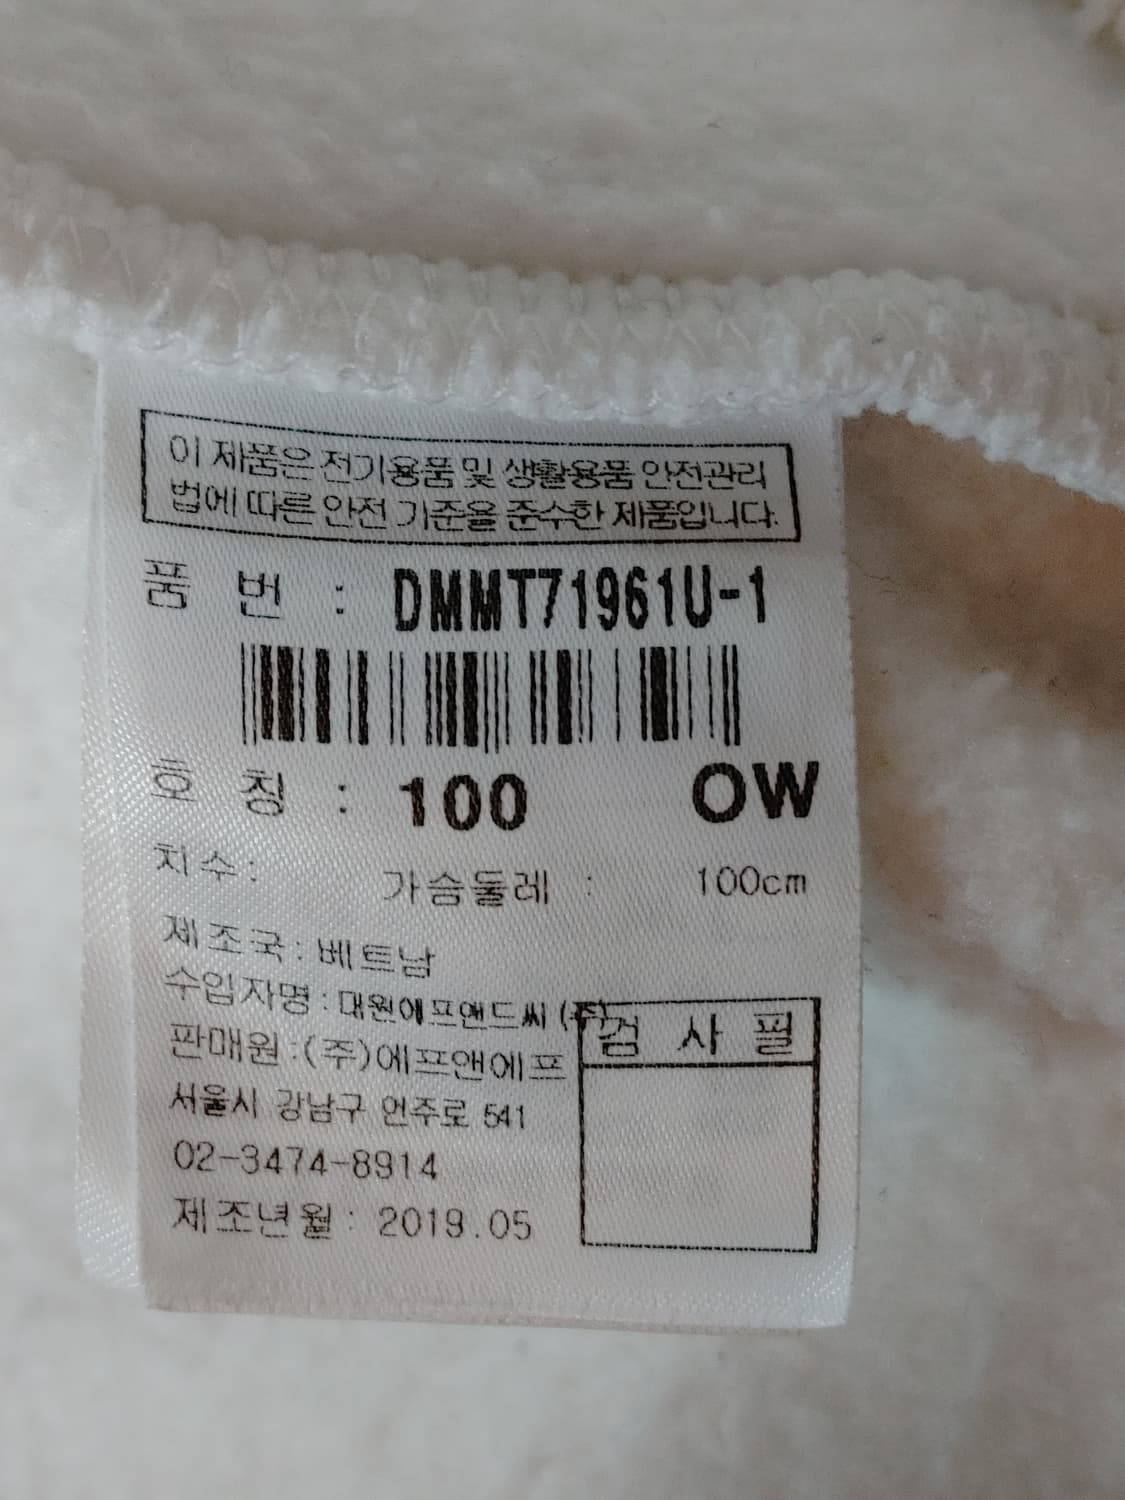 이 제품은 전기용품 및 생활용품 안전관리
법에 따른 안전 기준을 준수한 제품입니다.
품 번 : DMMT71961U-1
호 칭 : 100 OW
치수: 가슴둘레 : 100cm
제조국: 베트남
수입자명 : 대원에프앤드씨 (주)
검 사 필
판매원 :(주)에프앤에프
서울시 강남구 언주로 541
02-3474-8914
제조년월 : 2019.05